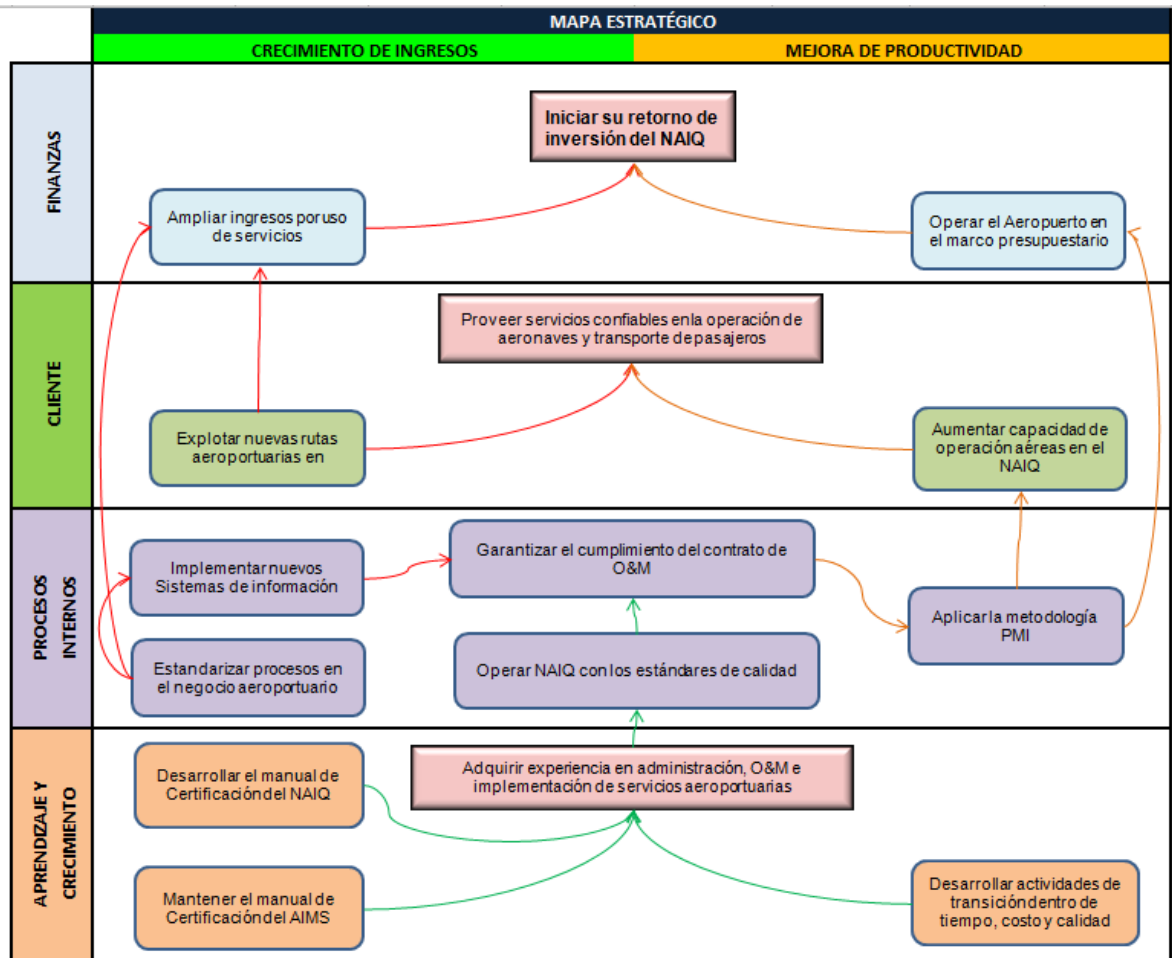 MAPA ESTRATÉGICO
CRECIMIENTO DE INGRESOS
MEJORA DE PRODUCTIVIDAD
FINANZAS
Iniciar su retorno de
inversión del NAIQ
Ampliar ingresos por uso
de servicios
Operar el Aeropuerto en
el marco presupuestario
CLIENTE
Proveer servicios confiables en la operación de
aeronaves y transporte de pasajeros
Explotar nuevas rutas
aeroportuarias en
Aumentar capacidad de
operación aéreas en el
NAIQ
PROCESOS
INTERNOS
Implementar nuevos
Sistemas de información
Garantizar el cumplimiento del contrato de
O&M
Aplicar la metodología
PMI
Estandarizar procesos en
el negocio aeroportuario
Operar NAIQ con los estándares de calidad
APRENDIZAJE Y
CRECIMIENTO
Desarrollar el manual de
Certificación del NAIQ
Adquirir experiencia en administración, O&M e
implementación de servicios aeroportuarias
Mantener el manual de
Certificación del AIMS
Desarrollar actividades de
transición dentro de
tiempo, costo y calidad